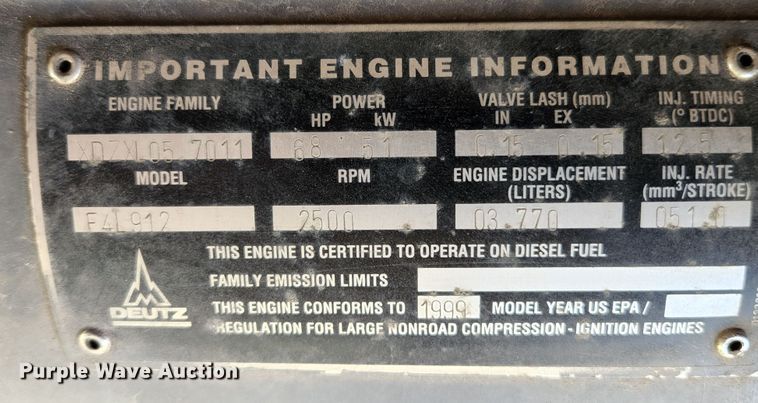 IMPORTANT ENGINE INFORMATION
ENGINE FAMILY POWER VALVE LASH (mm) INJ. TIMING
HP kW IN EX (° BTDC)
XDZXL05.7011 68 51 0.15 0.15 12.5
MODEL RPM ENGINE DISPLACEMENT INJ. RATE
(LITERS) (mm³/STROKE)
F4L912 2500 03.770 051.0
THIS ENGINE IS CERTIFIED TO OPERATE ON DIESEL FUEL
FAMILY EMISSION LIMITS
THIS ENGINE CONFORMS TO 1999 MODEL YEAR US EPA /
DEUTZ
REGULATION FOR LARGE NONROAD COMPRESSION - IGNITION ENGINES
Purple Wave Auction